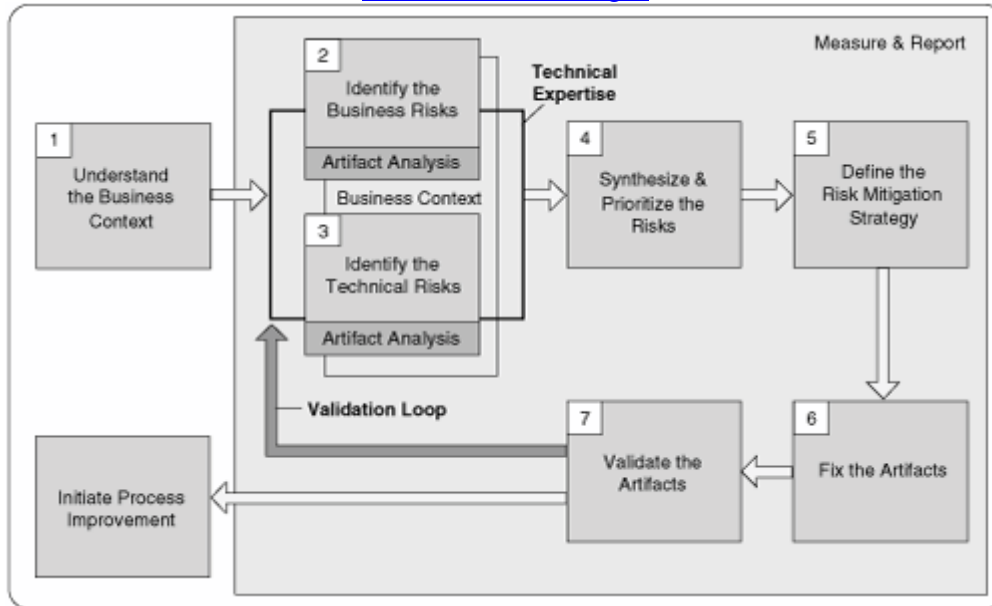 Measure & Report
1
Understand
the Business
Context
2
Identify the
Business Risks
Artifact Analysis
Business Context
3
Identify the
Technical Risks
Artifact Analysis
Technical
Expertise
4
Synthesize &
Prioritize the
Risks
5
Define the
Risk Mitigation
Strategy
6
Fix the Artifacts
7
Validate the
Artifacts
Validation Loop
Initiate Process
Improvement